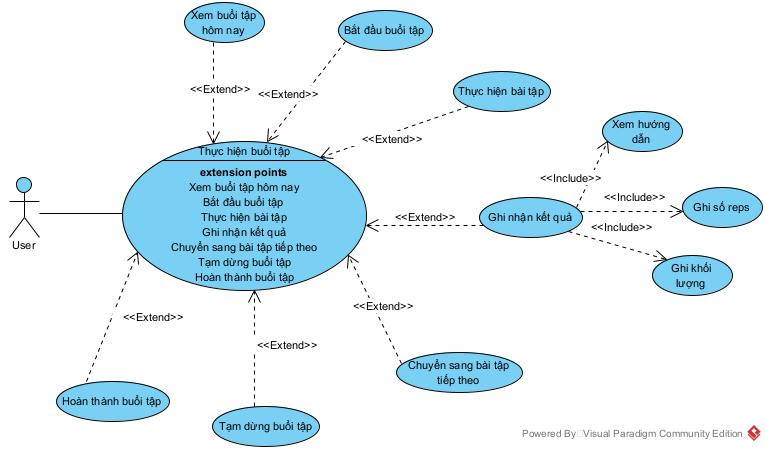 Xem buổi tập
hôm nay
Bắt đầu buổi tập
<<Extend>>
<<Extend>>
Thực hiện bài tập
<<Extend>>
Xem hướng
dẫn
Thực hiện buổi tập
extension points
Xem buổi tập hôm nay
Bắt đầu buổi tập
Thực hiện bài tập
Ghi nhận kết quả
Chuyển sang bài tập tiếp theo
Tạm dừng buổi tập
Hoàn thành buổi tập
User
<<Extend>>
Ghi nhận kết quả
<<Include>>
<<Include>>
Ghi số reps
<<Include>>
Ghi khối
lượng
<<Extend>>
<<Extend>>
<<Extend>>
Chuyển sang bài tập
tiếp theo
Hoàn thành buổi tập
Tạm dừng buổi tập
Powered By Visual Paradigm Community Edition